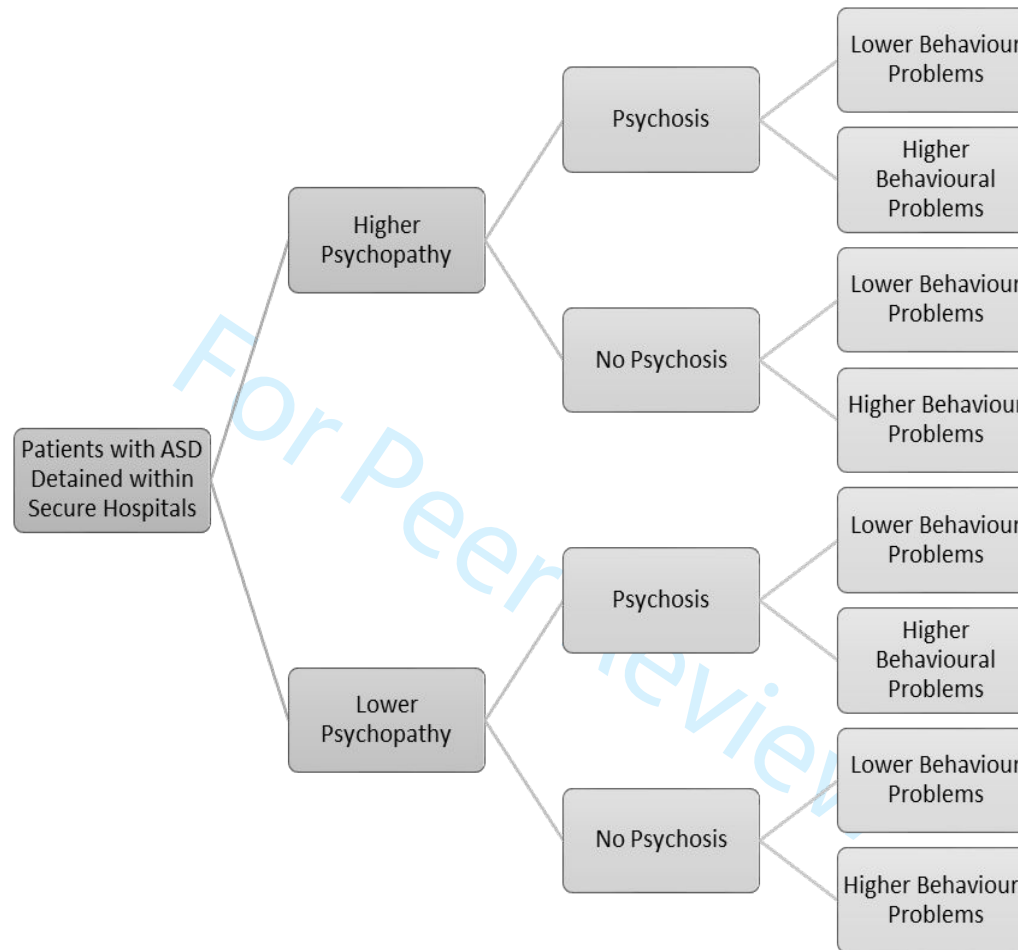 Lower Behaviour
Problems
Psychosis
Higher
Behavioural
Problems
Higher
Psychopathy
Lower Behaviour
Problems
No Psychosis
Higher Behaviour
Problems
Patients with ASD
Detained within
Secure Hospitals
Lower Behaviour
Problems
Psychosis
Higher
Behavioural
Problems
Lower
Psychopathy
Lower Behaviour
Problems
No Psychosis
Higher Behaviour
Problems
For Peer Review